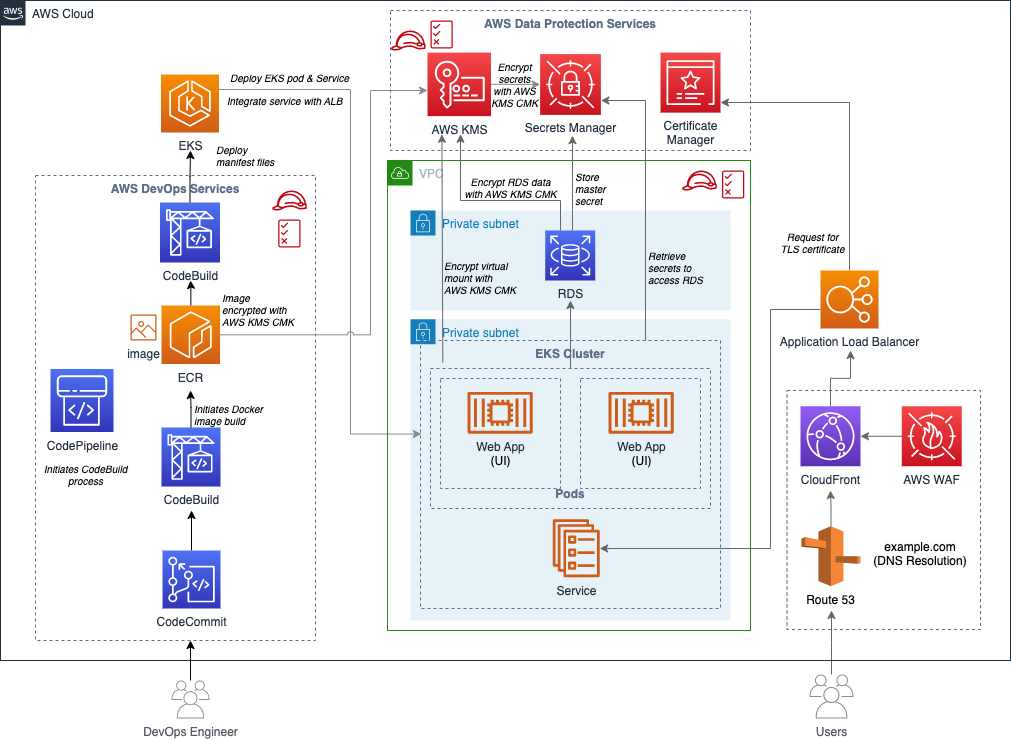 aws
AWS Cloud
AWS Data Protection Services
Encrypt
secrets
with AWS
KMS CMK
AWS KMS
Secrets Manager
Certificate
Manager
Deploy EKS pod & Service
Integrate service with ALB
EKS
Deploy
manifest files
AWS DevOps Services
CodeBuild
Image
encrypted with
AWS KMS CMK
image
ECR
CodePipeline
Initiates CodeBuild
process
Initiates Docker
image build
CodeBuild
CodeCommit
DevOps Engineer
VPC
Encrypt RDS data
with AWS KMS CMK
Store
master
secret
Private subnet
Encrypt virtual
mount with
AWS KMS CMK
RDS
Retrieve
secrets to
access RDS
Private subnet
EKS Cluster
Web App
(UI)
Web App
(UI)
Pods
Service
Request for
TLS certificate
Application Load Balancer
CloudFront
AWS WAF
example.com
(DNS Resolution)
Route 53
Users